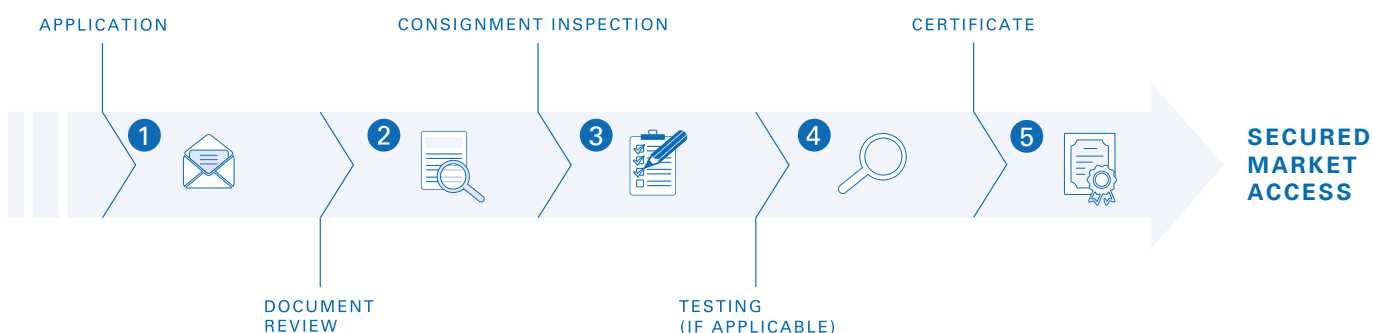 APPLICATION
CONSIGNMENT INSPECTION
CERTIFICATE
1
2
3
4
5
SECURED
MARKET
ACCESS
DOCUMENT
REVIEW
TESTING
(IF APPLICABLE)